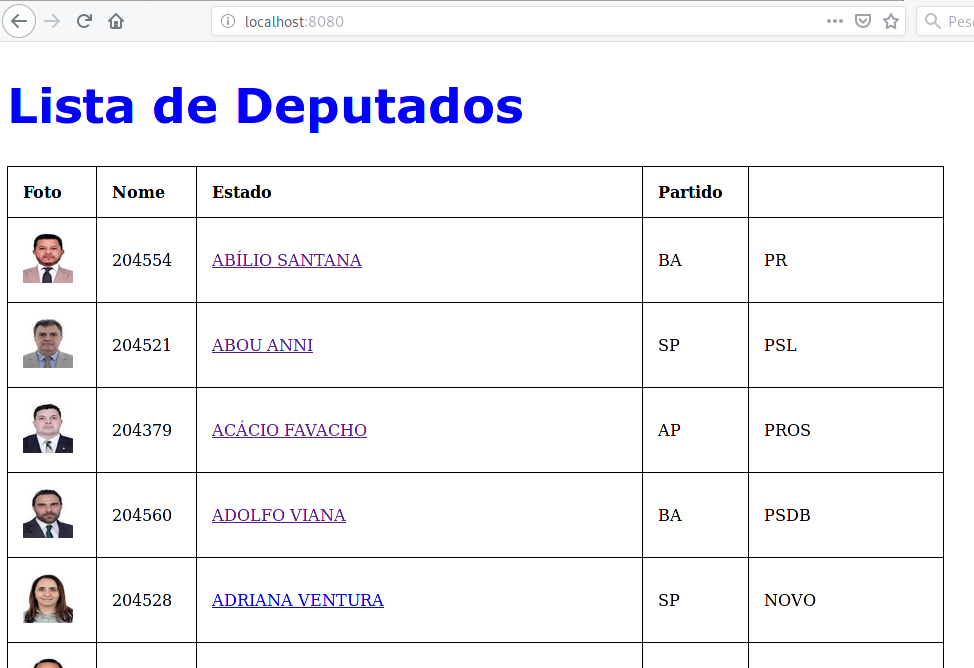 localhost:8080
Pes
Lista de Deputados
Foto Nome Estado Partido
204554 ABÍLIO SANTANA BA PR
204521 ABOU ANNI SP PSL
204379 ACÁCIO FAVACHO AP PROS
204560 ADOLFO VIANA BA PSDB
204528 ADRIANA VENTURA SP NOVO